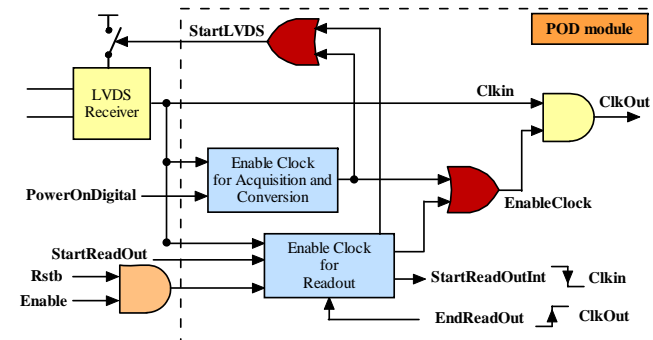 POD module
StartLVDS
LVDS
Receiver
Clkin
ClkOut
Enable Clock
for Acquisition and
Conversion
PowerOnDigital
EnableClock
StartReadOut
Enable Clock
for
Readout
Rstb
Enable
StartReadOutInt
Clkin
EndReadOut
ClkOut